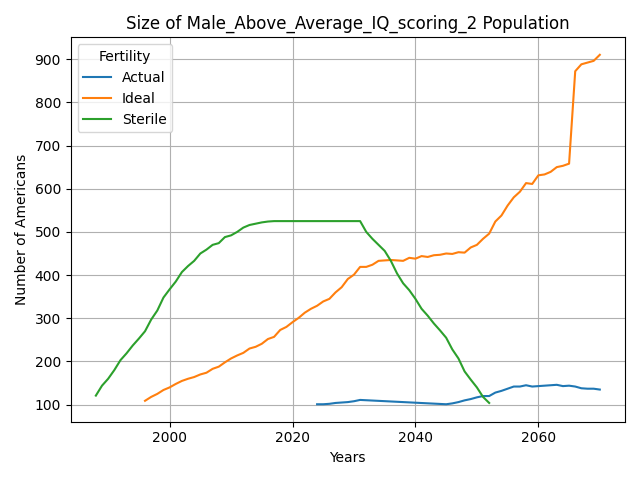 Size of Male_Above_Average_IQ_scoring_2 Population
Fertility
Actual
Ideal
Sterile
Number of Americans
900
800
700
600
500
400
300
200
100
2000
2020
2040
2060
Years